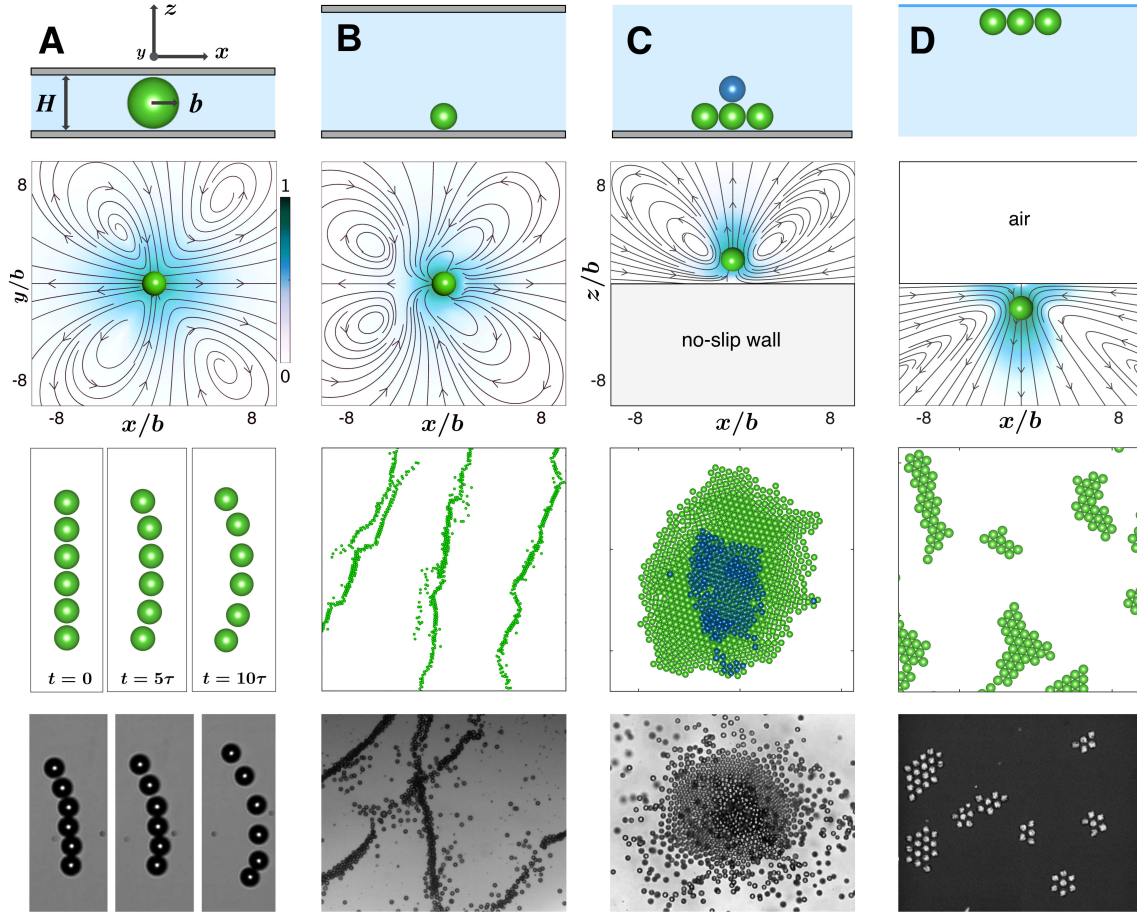 A
z
y
x
H
b
B
C
D
8
y/b
-8
-8
x/b
8
1
0
-8
x/b
8
8
z/b
-8
no-slip wall
-8
x/b
8
air
-8
x/b
8
t = 0
t = 5τ
t = 10τ